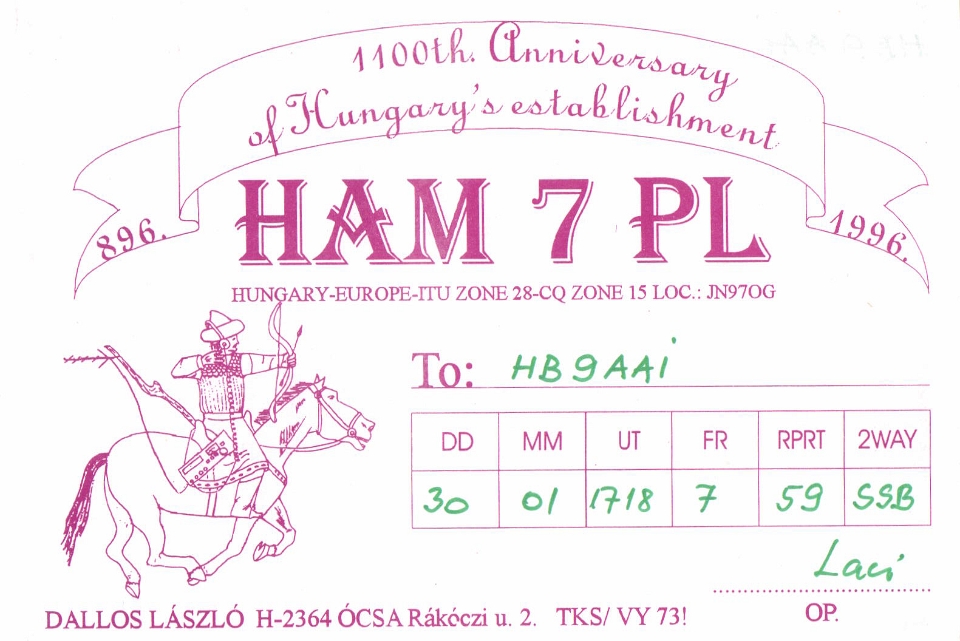 1100th. Anniversary
of Hungary's establishment
896.
1996.
HAM 7 PL
HUNGARY-EUROPE-ITU ZONE 28-CQ ZONE 15 LOC.: JN97OG
To: HB9AAi
DD MM UT FR RPRT 2WAY
30 01 1718 7 59 SSB
Laci
OP.
DALLOS LÁSZLÓ H-2364 ÓCSA Rákóczi u. 2. TKS/ VY 73!